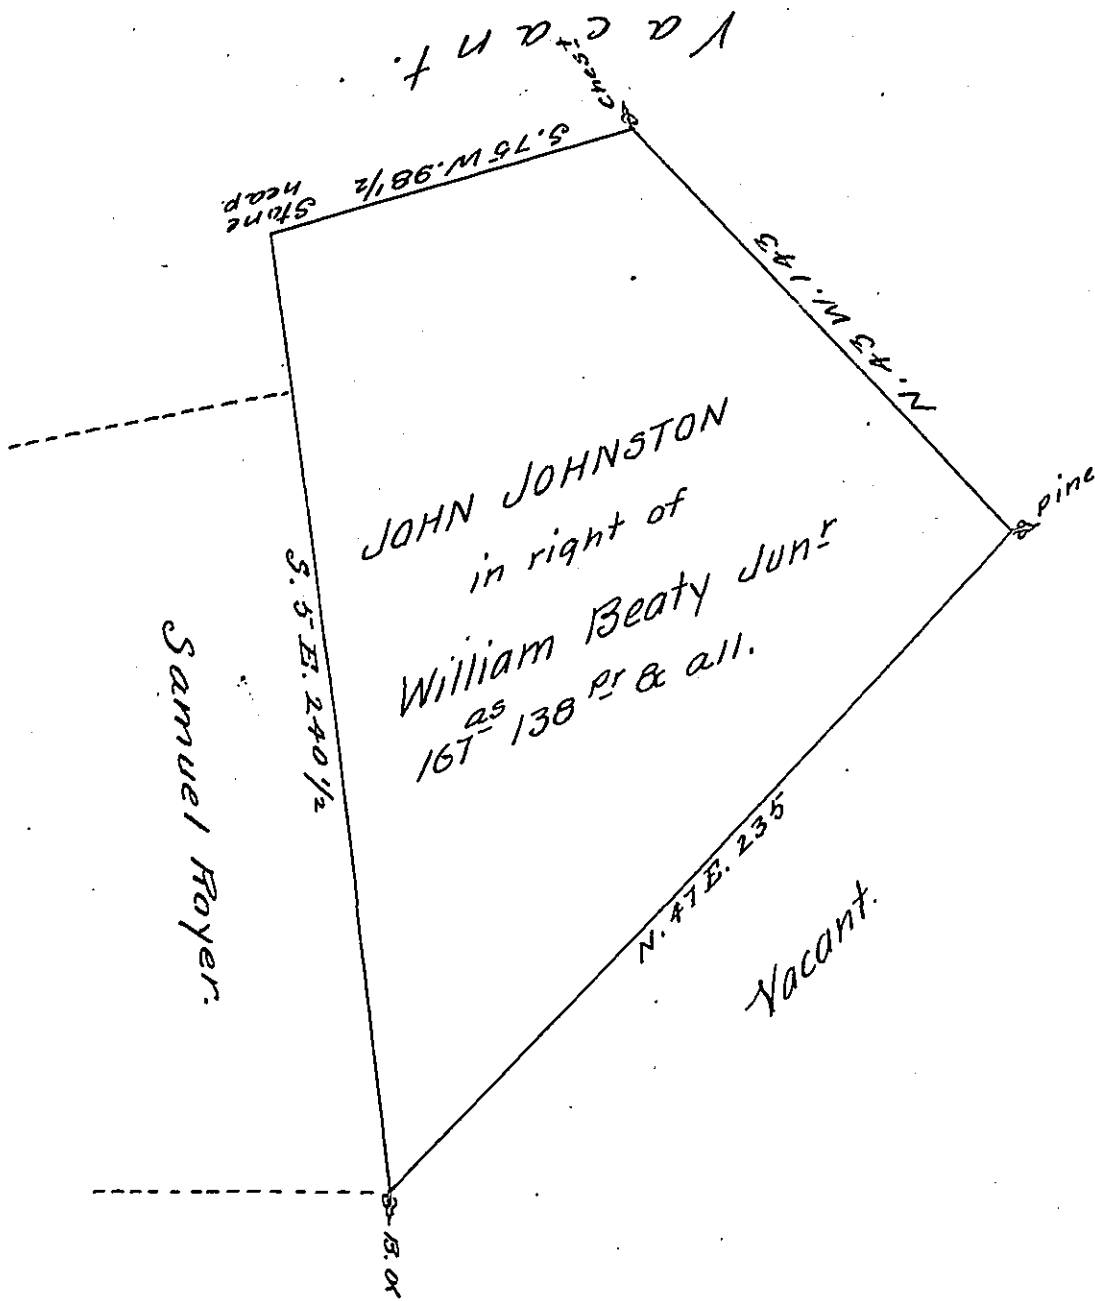 Vacant.
chest
S. 75 W. 98 1/2
Stone
heap.
N. 43 W. 143
pine
JOHN JOHNSTON
in right of
William Beaty Junr
167as 138 pr & all.
S. 5 E. 240 1/2
Samuel Royer.
N. 47 E. 235
Vacant.
B. O